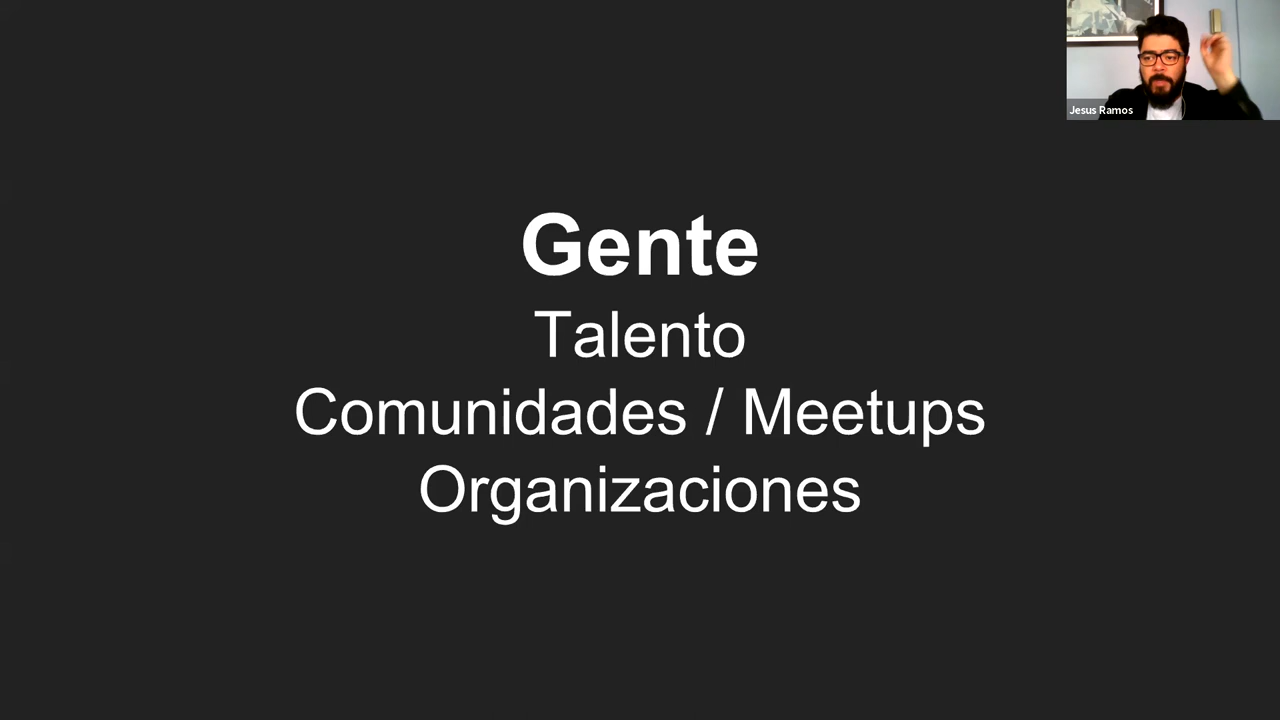 Jesus Ramos
Gente
Talento
Comunidades / Meetups
Organizaciones